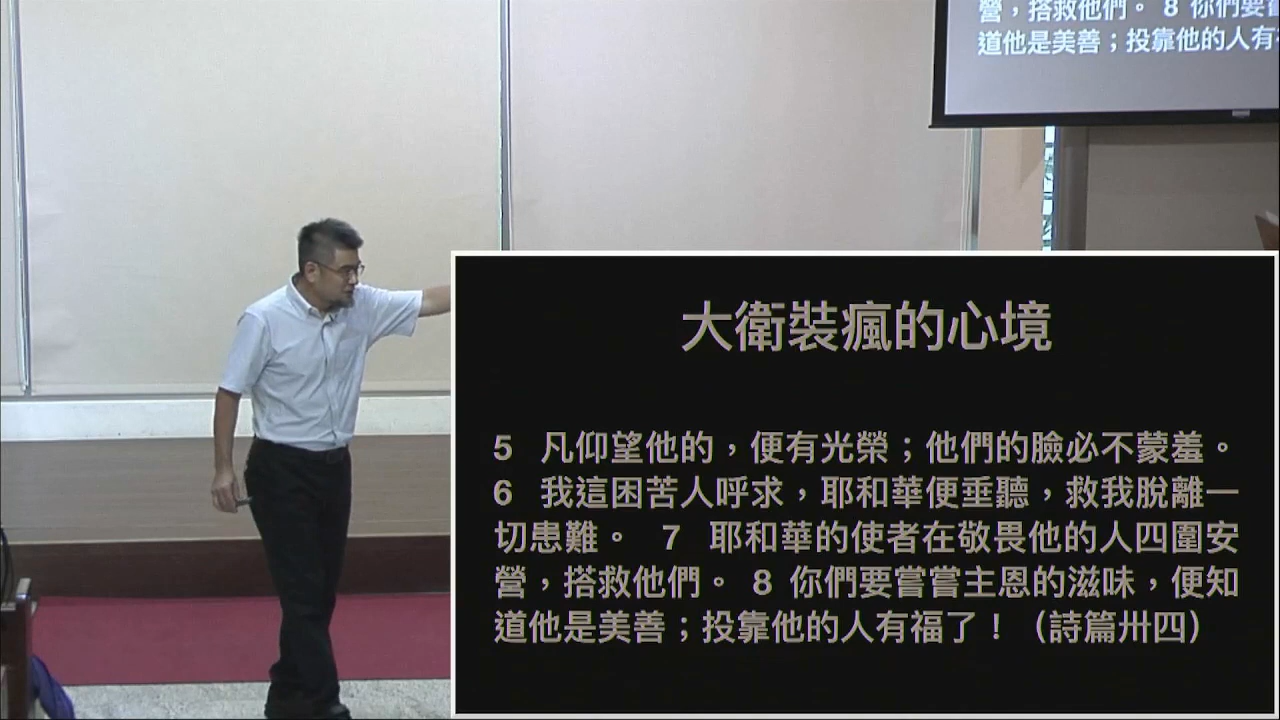 營，搭救他們。 8 你們要
道他是美善；投靠他的人有
大衛裝瘋的心境
5 凡仰望他的，便有光榮；他們的臉必不蒙羞。
6 我這困苦人呼求，耶和華便垂聽，救我脫離一
切患難。 7 耶和華的使者在敬畏他的人四圍安
營，搭救他們。 8 你們要嘗嘗主恩的滋味，便知
道他是美善；投靠他的人有福了！（詩篇卅四）